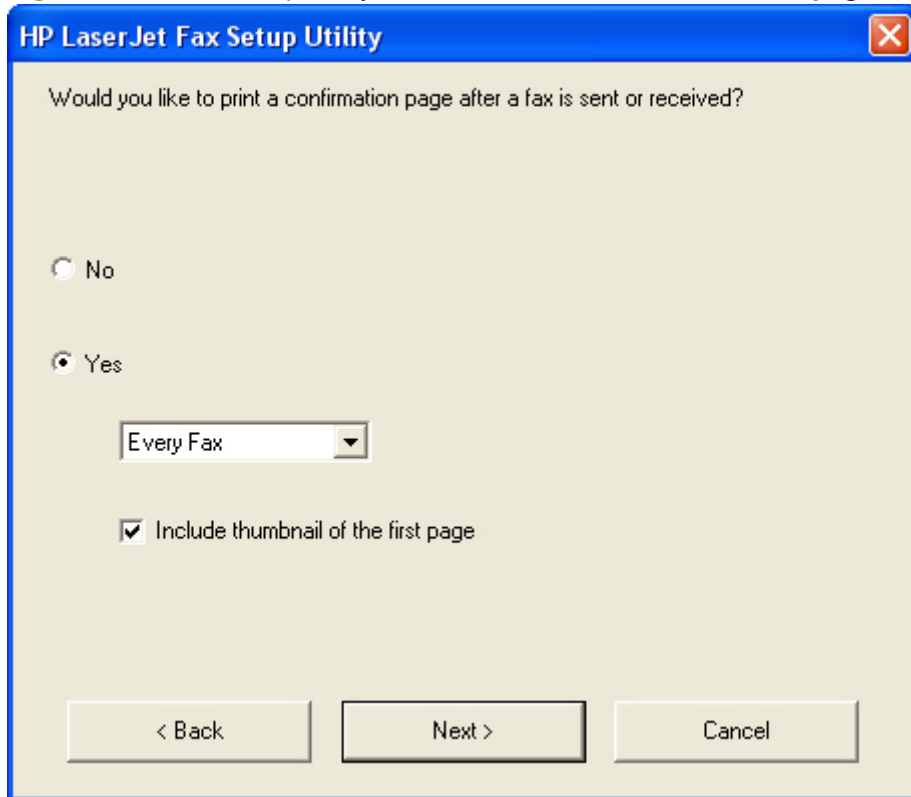 HP LaserJet Fax Setup Utility
Would you like to print a confirmation page after a fax is sent or received?
No
Yes
Every Fax
Include thumbnail of the first page
< Back
Next >
Cancel